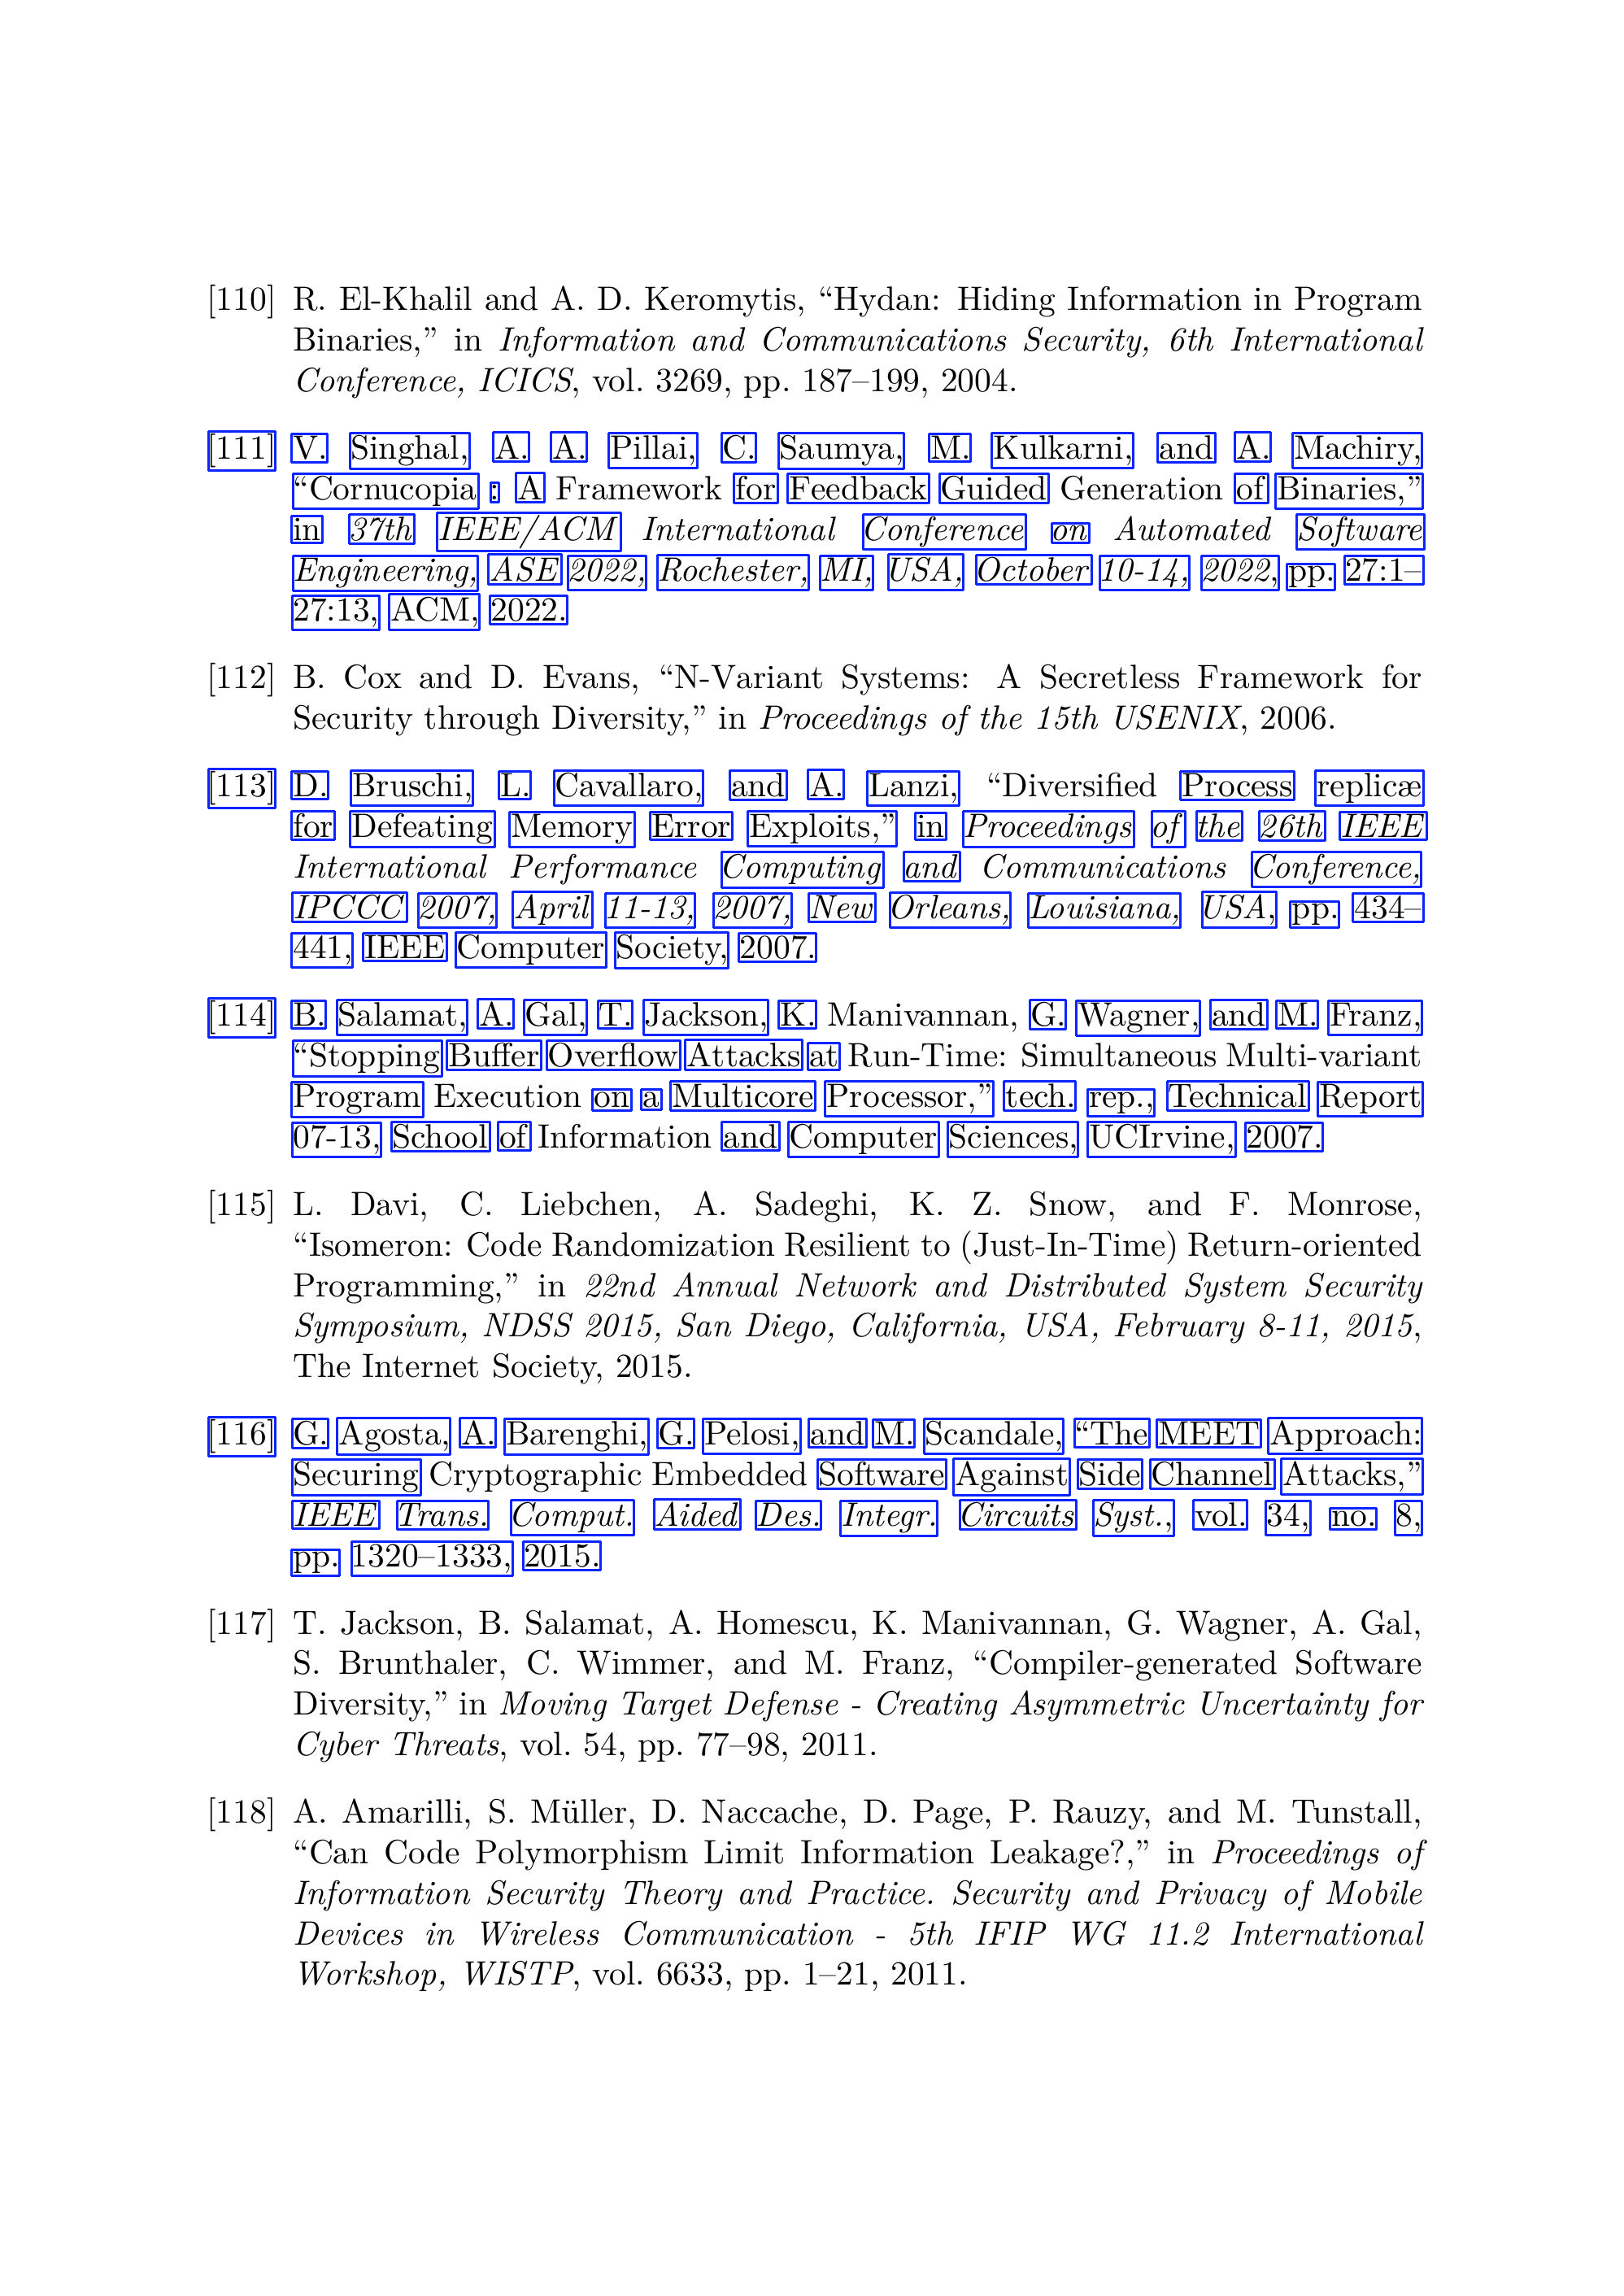 [110] R. El-Khalil and A. D. Keromytis, “Hydan: Hiding Information in Program
Binaries,” in Information and Communications Security, 6th International
Conference, ICICS, vol. 3269, pp. 187–199, 2004.
[111] V. Singhal, A. A. Pillai, C. Saumya, M. Kulkarni, and A. Machiry,
“Cornucopia : A Framework for Feedback Guided Generation of Binaries,”
in 37th IEEE/ACM International Conference on Automated Software
Engineering, ASE 2022, Rochester, MI, USA, October 10-14, 2022, pp. 27:1–
27:13, ACM, 2022.
[112] B. Cox and D. Evans, “N-Variant Systems: A Secretless Framework for
Security through Diversity,” in Proceedings of the 15th USENIX, 2006.
[113] D. Bruschi, L. Cavallaro, and A. Lanzi, “Diversified Process replicæ
for Defeating Memory Error Exploits,” in Proceedings of the 26th IEEE
International Performance Computing and Communications Conference,
IPCCC 2007, April 11-13, 2007, New Orleans, Louisiana, USA, pp. 434–
441, IEEE Computer Society, 2007.
[114] B. Salamat, A. Gal, T. Jackson, K. Manivannan, G. Wagner, and M. Franz,
“Stopping Buffer Overflow Attacks at Run-Time: Simultaneous Multi-variant
Program Execution on a Multicore Processor,” tech. rep., Technical Report
07-13, School of Information and Computer Sciences, UCIrvine, 2007.
[115] L. Davi, C. Liebchen, A. Sadeghi, K. Z. Snow, and F. Monrose,
“Isomeron: Code Randomization Resilient to (Just-In-Time) Return-oriented
Programming,” in 22nd Annual Network and Distributed System Security
Symposium, NDSS 2015, San Diego, California, USA, February 8-11, 2015,
The Internet Society, 2015.
[116] G. Agosta, A. Barenghi, G. Pelosi, and M. Scandale, “The MEET Approach:
Securing Cryptographic Embedded Software Against Side Channel Attacks,”
IEEE Trans. Comput. Aided Des. Integr. Circuits Syst., vol. 34, no. 8,
pp. 1320–1333, 2015.
[117] T. Jackson, B. Salamat, A. Homescu, K. Manivannan, G. Wagner, A. Gal,
S. Brunthaler, C. Wimmer, and M. Franz, “Compiler-generated Software
Diversity,” in Moving Target Defense - Creating Asymmetric Uncertainty for
Cyber Threats, vol. 54, pp. 77–98, 2011.
[118] A. Amarilli, S. Müller, D. Naccache, D. Page, P. Rauzy, and M. Tunstall,
“Can Code Polymorphism Limit Information Leakage?,” in Proceedings of
Information Security Theory and Practice. Security and Privacy of Mobile
Devices in Wireless Communication - 5th IFIP WG 11.2 International
Workshop, WISTP, vol. 6633, pp. 1–21, 2011.